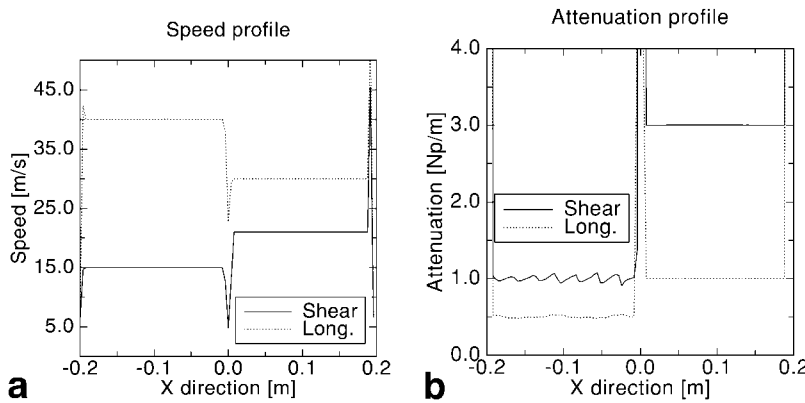 Speed profile
45.0
35.0
25.0
15.0
5.0
Speed [m/s]
Shear
Long.
-0.2 -0.1 0.0 0.1 0.2
X direction [m]
a
Attenuation profile
4.0
3.0
2.0
1.0
0.0
Attenuation [Np/m]
Shear
Long.
-0.2 -0.1 0.0 0.1 0.2
X direction [m]
b